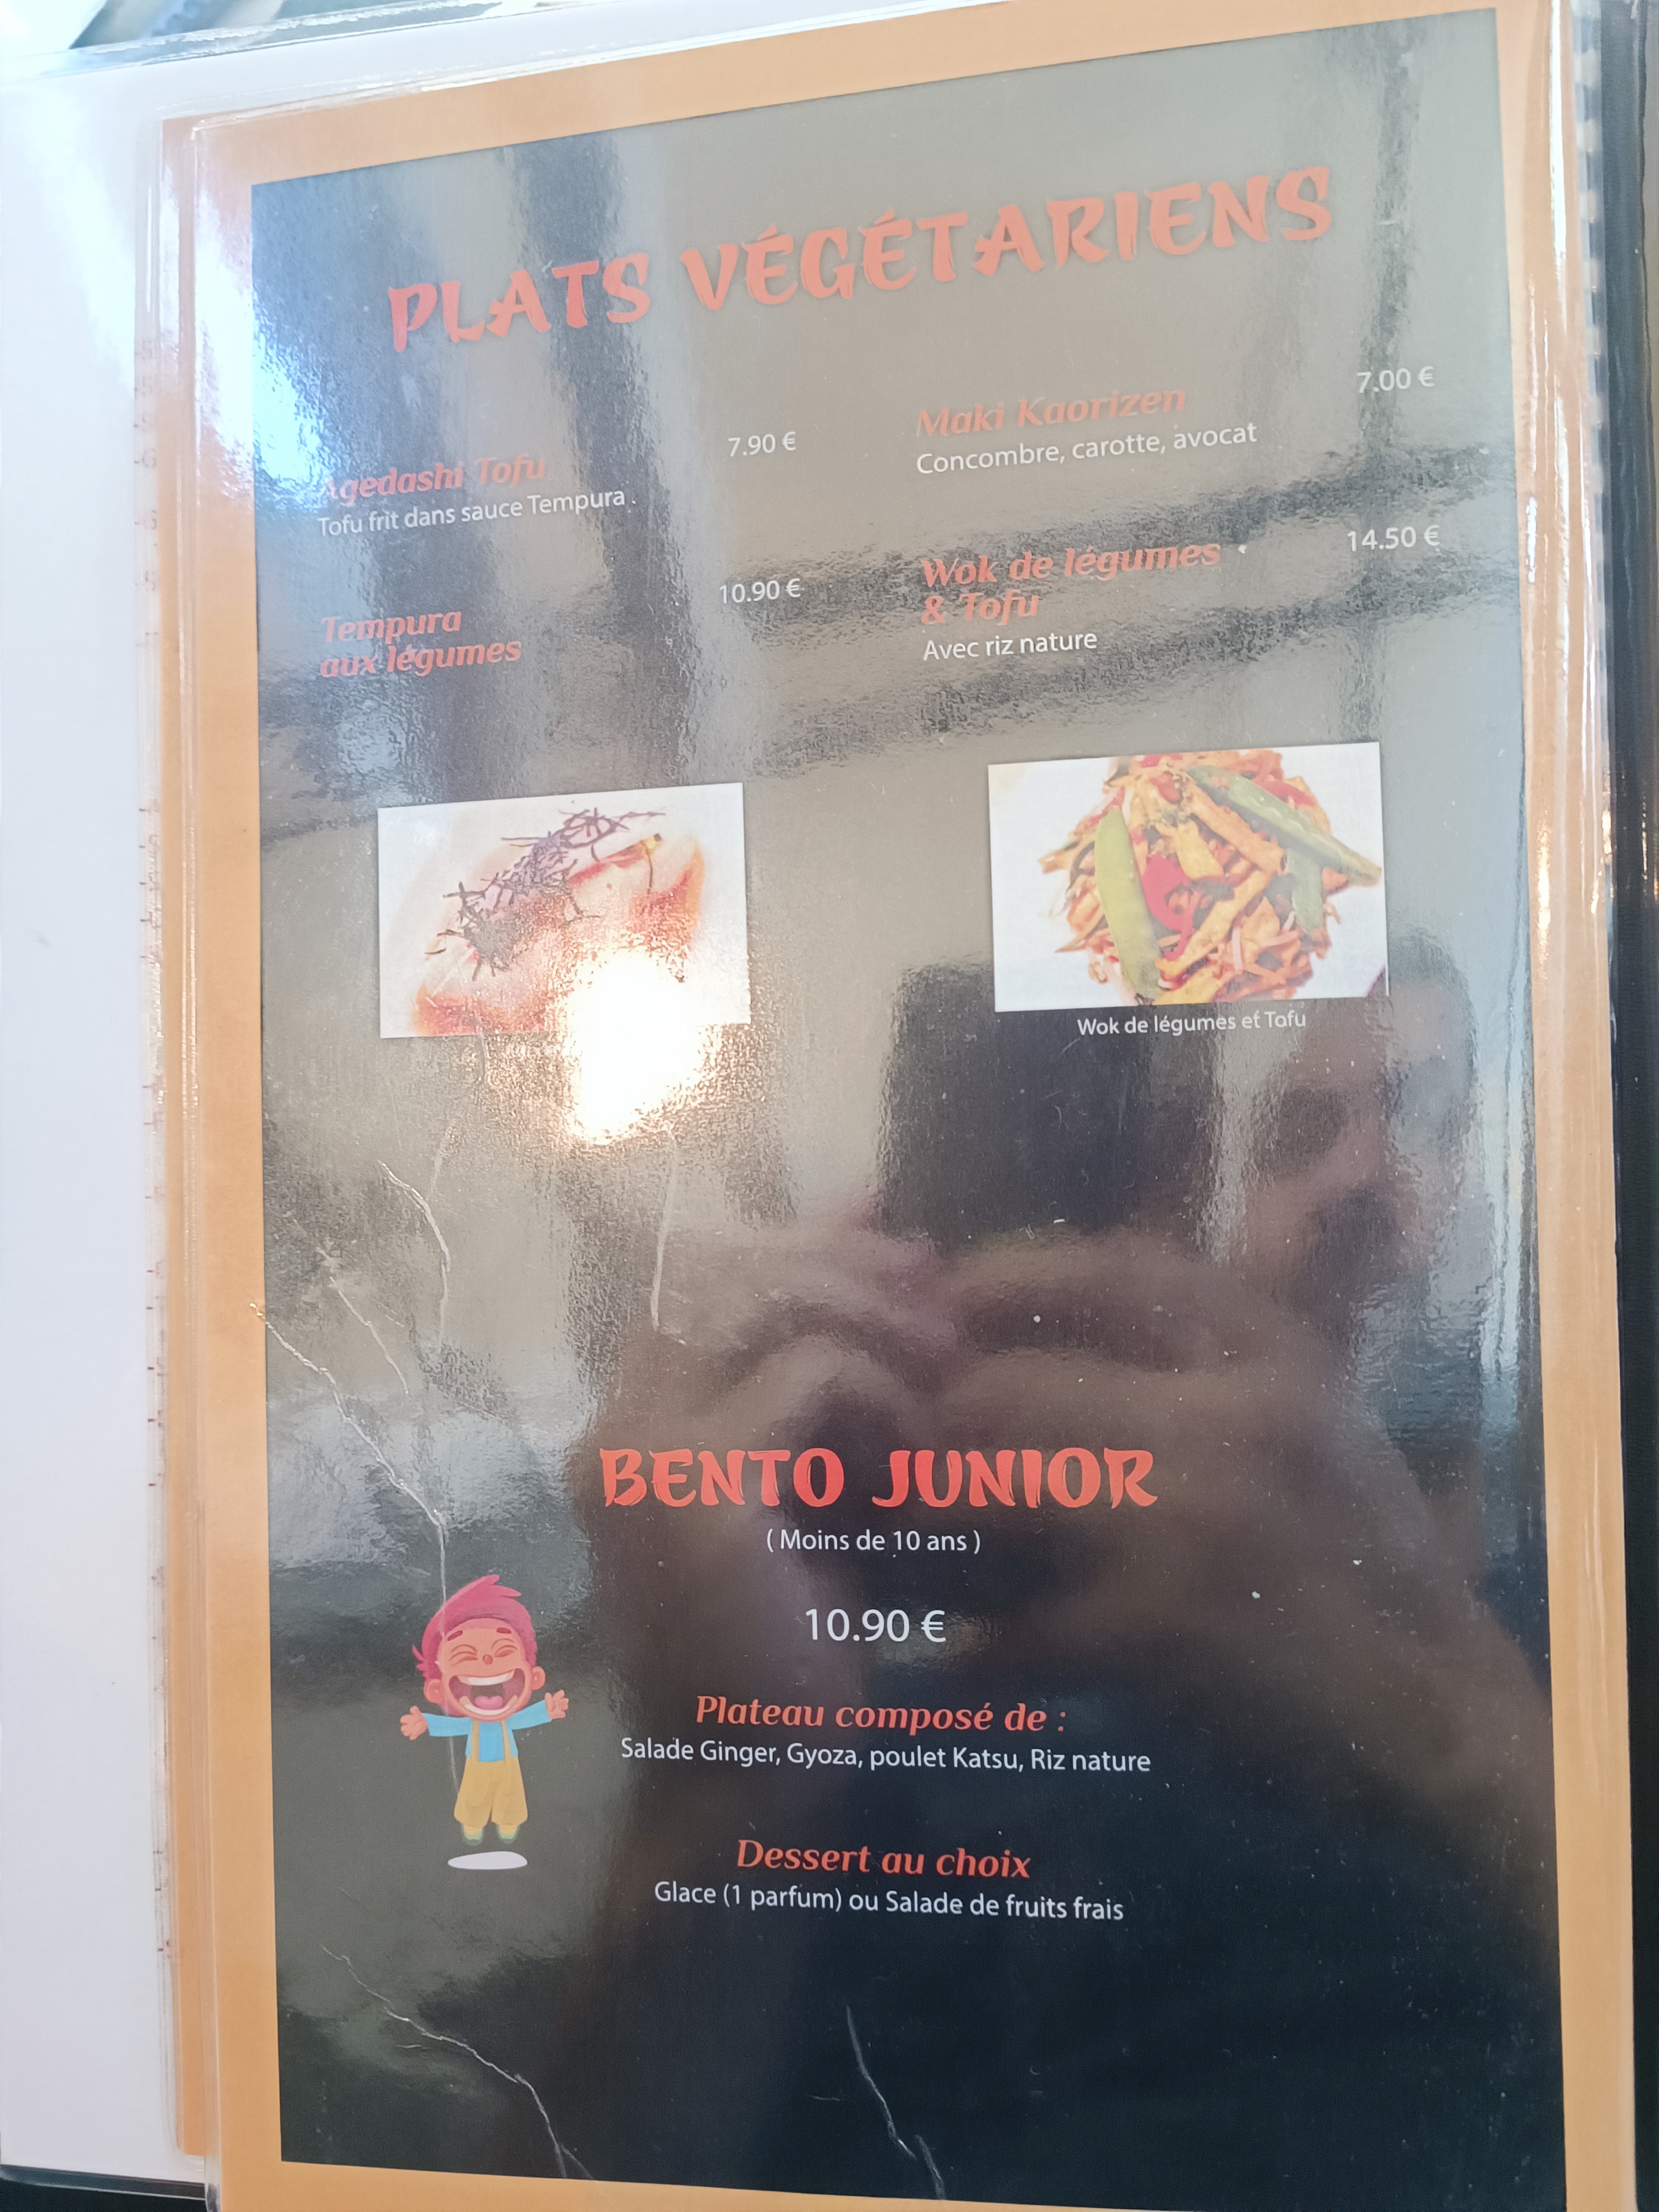 PLATS VÉGÉTARIENS
Agedashi Tofu 7.90 €
Tofu frit dans sauce Tempura
Tempura 10.90 €
aux légumes
Maki Kaorizen 7.00 €
Concombre, carotte, avocat
Wok de légumes 14.50 €
& Tofu
Avec riz nature
Wok de légumes et Tofu
BENTO JUNIOR
( Moins de 10 ans )
10.90 €
Plateau composé de :
Salade Ginger, Gyoza, poulet Katsu, Riz nature
Dessert au choix
Glace (1 parfum) ou Salade de fruits frais